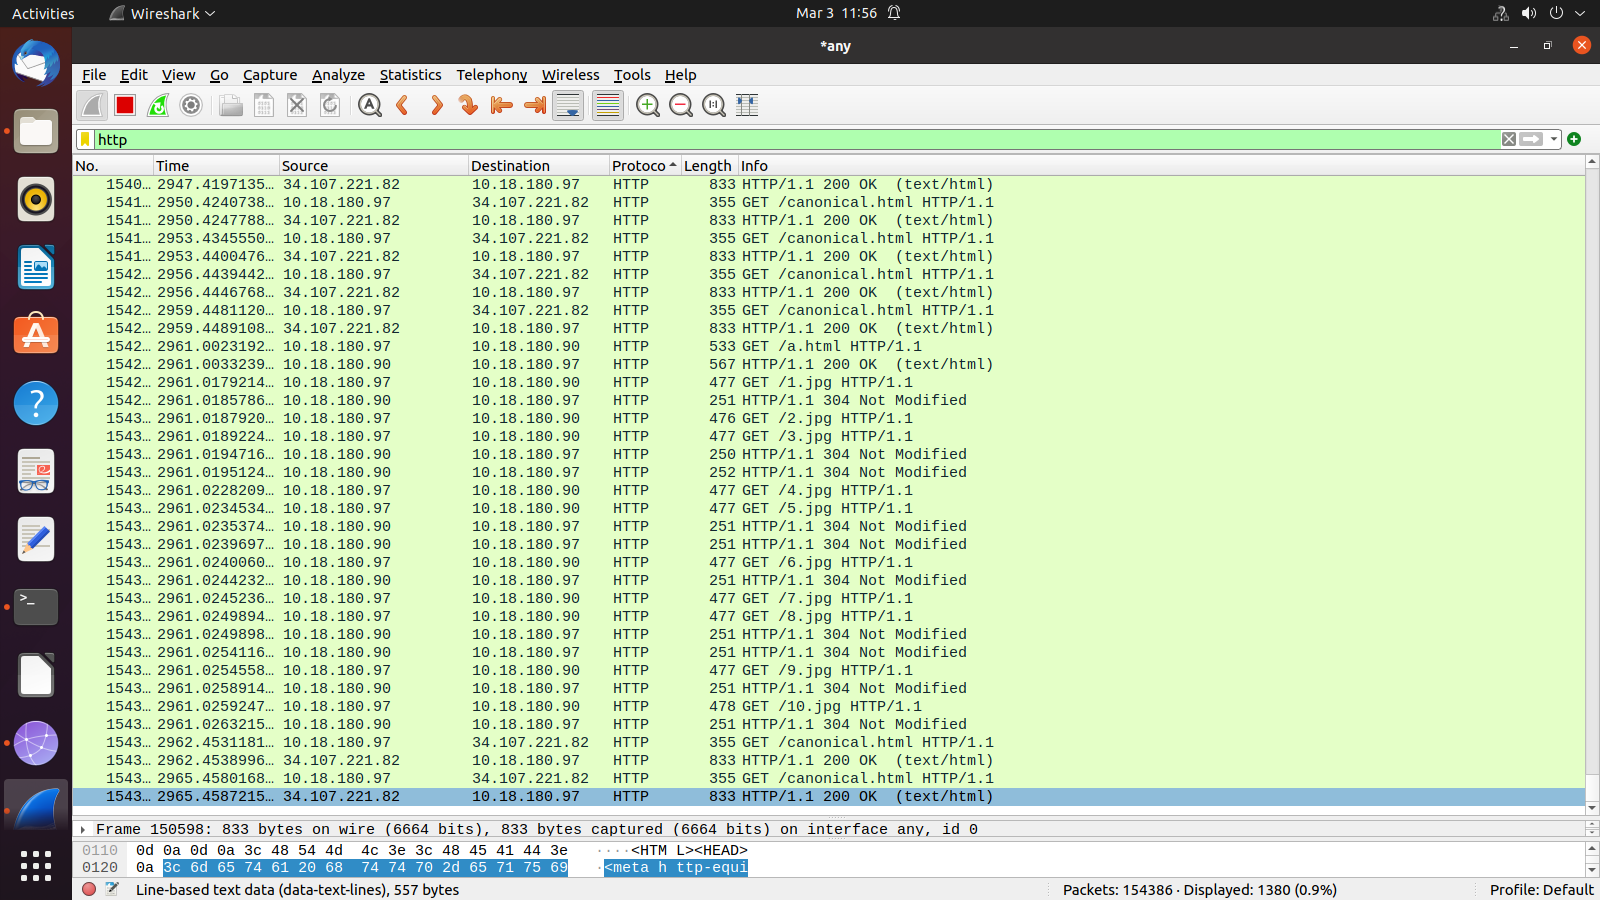 Activities Wireshark Mar 3 11:56
*any
File Edit View Go Capture Analyze Statistics Telephony Wireless Tools Help
http
No. Time Source Destination Protoco Length Info
1540… 2947.4197135… 34.107.221.82 10.18.180.97 HTTP 833 HTTP/1.1 200 OK (text/html)
1541… 2950.4240738… 10.18.180.97 34.107.221.82 HTTP 355 GET /canonical.html HTTP/1.1
1541… 2950.4247788… 34.107.221.82 10.18.180.97 HTTP 833 HTTP/1.1 200 OK (text/html)
1541… 2953.4345550… 10.18.180.97 34.107.221.82 HTTP 355 GET /canonical.html HTTP/1.1
1541… 2953.4400476… 34.107.221.82 10.18.180.97 HTTP 833 HTTP/1.1 200 OK (text/html)
1542… 2956.4439442… 10.18.180.97 34.107.221.82 HTTP 355 GET /canonical.html HTTP/1.1
1542… 2956.4446768… 34.107.221.82 10.18.180.97 HTTP 833 HTTP/1.1 200 OK (text/html)
1542… 2959.4481120… 10.18.180.97 34.107.221.82 HTTP 355 GET /canonical.html HTTP/1.1
1542… 2959.4489108… 34.107.221.82 10.18.180.97 HTTP 833 HTTP/1.1 200 OK (text/html)
1542… 2961.0023192… 10.18.180.97 10.18.180.90 HTTP 533 GET /a.html HTTP/1.1
1542… 2961.0033239… 10.18.180.90 10.18.180.97 HTTP 567 HTTP/1.1 200 OK (text/html)
1542… 2961.0179214… 10.18.180.97 10.18.180.90 HTTP 477 GET /1.jpg HTTP/1.1
1542… 2961.0185786… 10.18.180.90 10.18.180.97 HTTP 251 HTTP/1.1 304 Not Modified
1543… 2961.0187920… 10.18.180.97 10.18.180.90 HTTP 476 GET /2.jpg HTTP/1.1
1543… 2961.0189224… 10.18.180.97 10.18.180.90 HTTP 477 GET /3.jpg HTTP/1.1
1543… 2961.0194716… 10.18.180.90 10.18.180.97 HTTP 250 HTTP/1.1 304 Not Modified
1543… 2961.0195124… 10.18.180.90 10.18.180.97 HTTP 252 HTTP/1.1 304 Not Modified
1543… 2961.0228209… 10.18.180.97 10.18.180.90 HTTP 477 GET /4.jpg HTTP/1.1
1543… 2961.0234534… 10.18.180.97 10.18.180.90 HTTP 477 GET /5.jpg HTTP/1.1
1543… 2961.0235374… 10.18.180.90 10.18.180.97 HTTP 251 HTTP/1.1 304 Not Modified
1543… 2961.0239697… 10.18.180.90 10.18.180.97 HTTP 251 HTTP/1.1 304 Not Modified
1543… 2961.0240060… 10.18.180.97 10.18.180.90 HTTP 477 GET /6.jpg HTTP/1.1
1543… 2961.0244232… 10.18.180.90 10.18.180.97 HTTP 251 HTTP/1.1 304 Not Modified
1543… 2961.0245236… 10.18.180.97 10.18.180.90 HTTP 477 GET /7.jpg HTTP/1.1
1543… 2961.0249894… 10.18.180.97 10.18.180.90 HTTP 477 GET /8.jpg HTTP/1.1
1543… 2961.0249898… 10.18.180.90 10.18.180.97 HTTP 251 HTTP/1.1 304 Not Modified
1543… 2961.0254116… 10.18.180.90 10.18.180.97 HTTP 251 HTTP/1.1 304 Not Modified
1543… 2961.0254558… 10.18.180.97 10.18.180.90 HTTP 477 GET /9.jpg HTTP/1.1
1543… 2961.0258914… 10.18.180.90 10.18.180.97 HTTP 251 HTTP/1.1 304 Not Modified
1543… 2961.0259247… 10.18.180.97 10.18.180.90 HTTP 478 GET /10.jpg HTTP/1.1
1543… 2961.0263215… 10.18.180.90 10.18.180.97 HTTP 251 HTTP/1.1 304 Not Modified
1543… 2962.4531181… 10.18.180.97 34.107.221.82 HTTP 355 GET /canonical.html HTTP/1.1
1543… 2962.4538996… 34.107.221.82 10.18.180.97 HTTP 833 HTTP/1.1 200 OK (text/html)
1543… 2965.4580168… 10.18.180.97 34.107.221.82 HTTP 355 GET /canonical.html HTTP/1.1
1543… 2965.4587215… 34.107.221.82 10.18.180.97 HTTP 833 HTTP/1.1 200 OK (text/html)
Frame 150598: 833 bytes on wire (6664 bits), 833 bytes captured (6664 bits) on interface any, id 0
0110 0d 0a 0d 0a 3c 48 54 4d 4c 3e 3c 48 45 41 44 3e ····<HTM L><HEAD>
0120 0a 3c 6d 65 74 61 20 68 74 74 70 2d 65 71 75 69 ·<meta h ttp-equi
Line-based text data (data-text-lines), 557 bytes Packets: 154386 · Displayed: 1380 (0.9%) Profile: Default